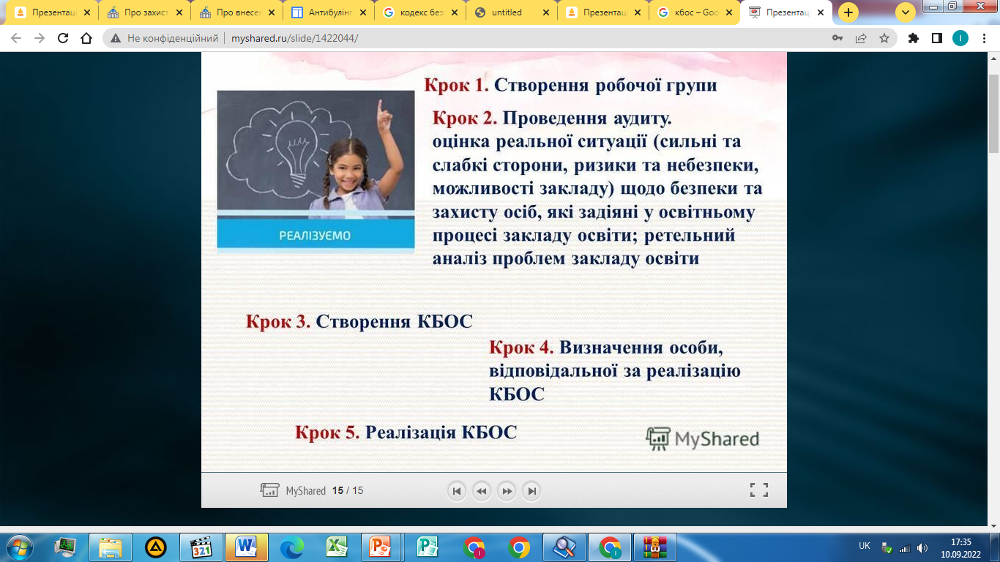 Презентаці
Про захист
Про внесен
Антибулінг
кодекс безп
untitled
Презентаці
кбос – Goo
Презентаці
Не конфіденційний
myshared.ru/slide/1422044/
І
Крок 1. Створення робочої групи
Крок 2. Проведення аудиту.
оцінка реальної ситуації (сильні та
слабкі сторони, ризики та небезпеки,
можливості закладу) щодо безпеки та
захисту осіб, які задіяні у освітньому
процесі закладу освіти; ретельний
аналіз проблем закладу освіти
РЕАЛІЗУЄМО
Крок 3. Створення КБОС
Крок 4. Визначення особи,
відповідальної за реалізацію
КБОС
Крок 5. Реалізація КБОС
MyShared
MyShared 15 / 15
321
UK
17:35
10.09.2022